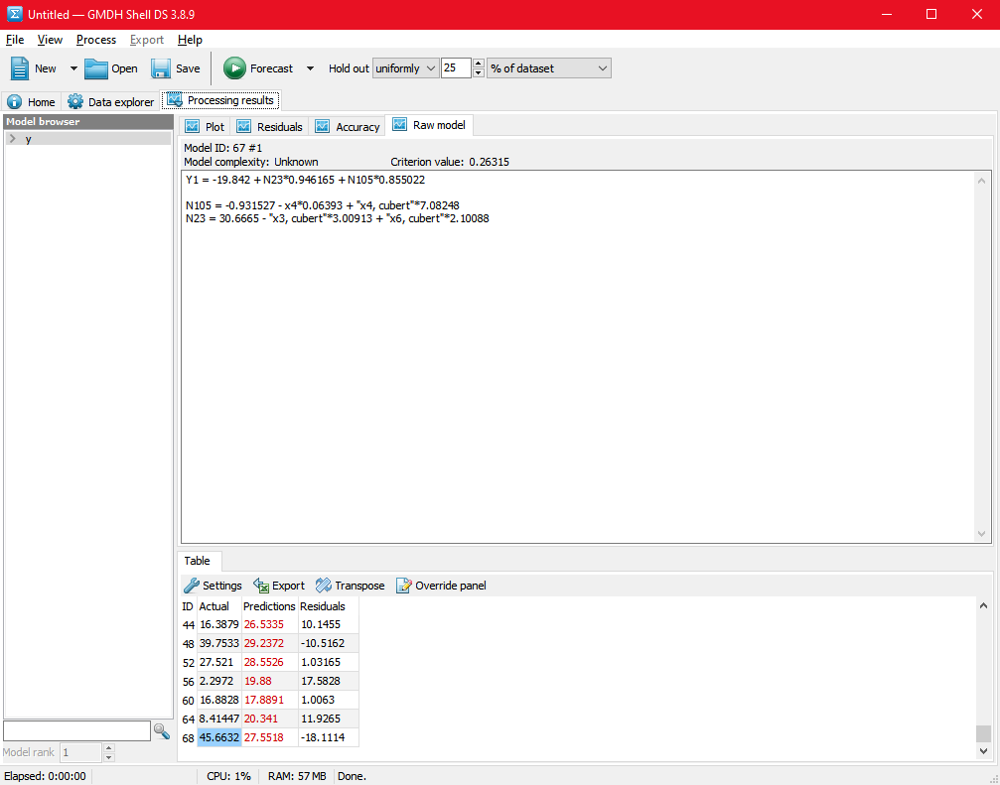 Untitled — GMDH Shell DS 3.8.9
File View Process Export Help
New Open Save Forecast Hold out uniformly 25 % of dataset
Home Data explorer Processing results
Model browser
y
Plot Residuals Accuracy Raw model
Model ID: 67 #1
Model complexity: Unknown Criterion value: 0.26315
Y1 = -19.842 + N23*0.946165 + N105*0.855022
N105 = -0.931527 - x4*0.06393 + "x4, cubert"*7.08248
N23 = 30.6665 - "x3, cubert"*3.00913 + "x6, cubert"*2.10088
Table
Settings Export Transpose Override panel
ID Actual Predictions Residuals
44 16.3879 26.5335 10.1455
48 39.7533 29.2372 -10.5162
52 27.521 28.5526 1.03165
56 2.2972 19.88 17.5828
60 16.8828 17.8891 1.0063
64 8.41447 20.341 11.9265
68 45.6632 27.5518 -18.1114
Model rank 1
Elapsed: 0:00:00 CPU: 1% RAM: 57 MB Done.